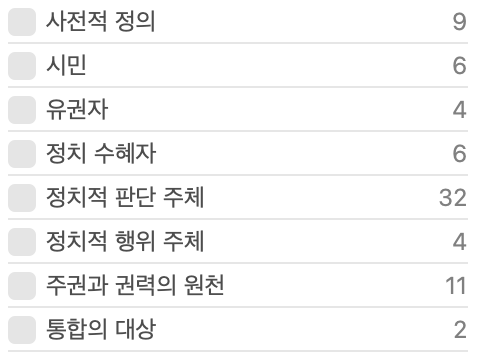 사전적 정의 9
시민 6
유권자 4
정치 수혜자 6
정치적 판단 주체 32
정치적 행위 주체 4
주권과 권력의 원천 11
통합의 대상 2